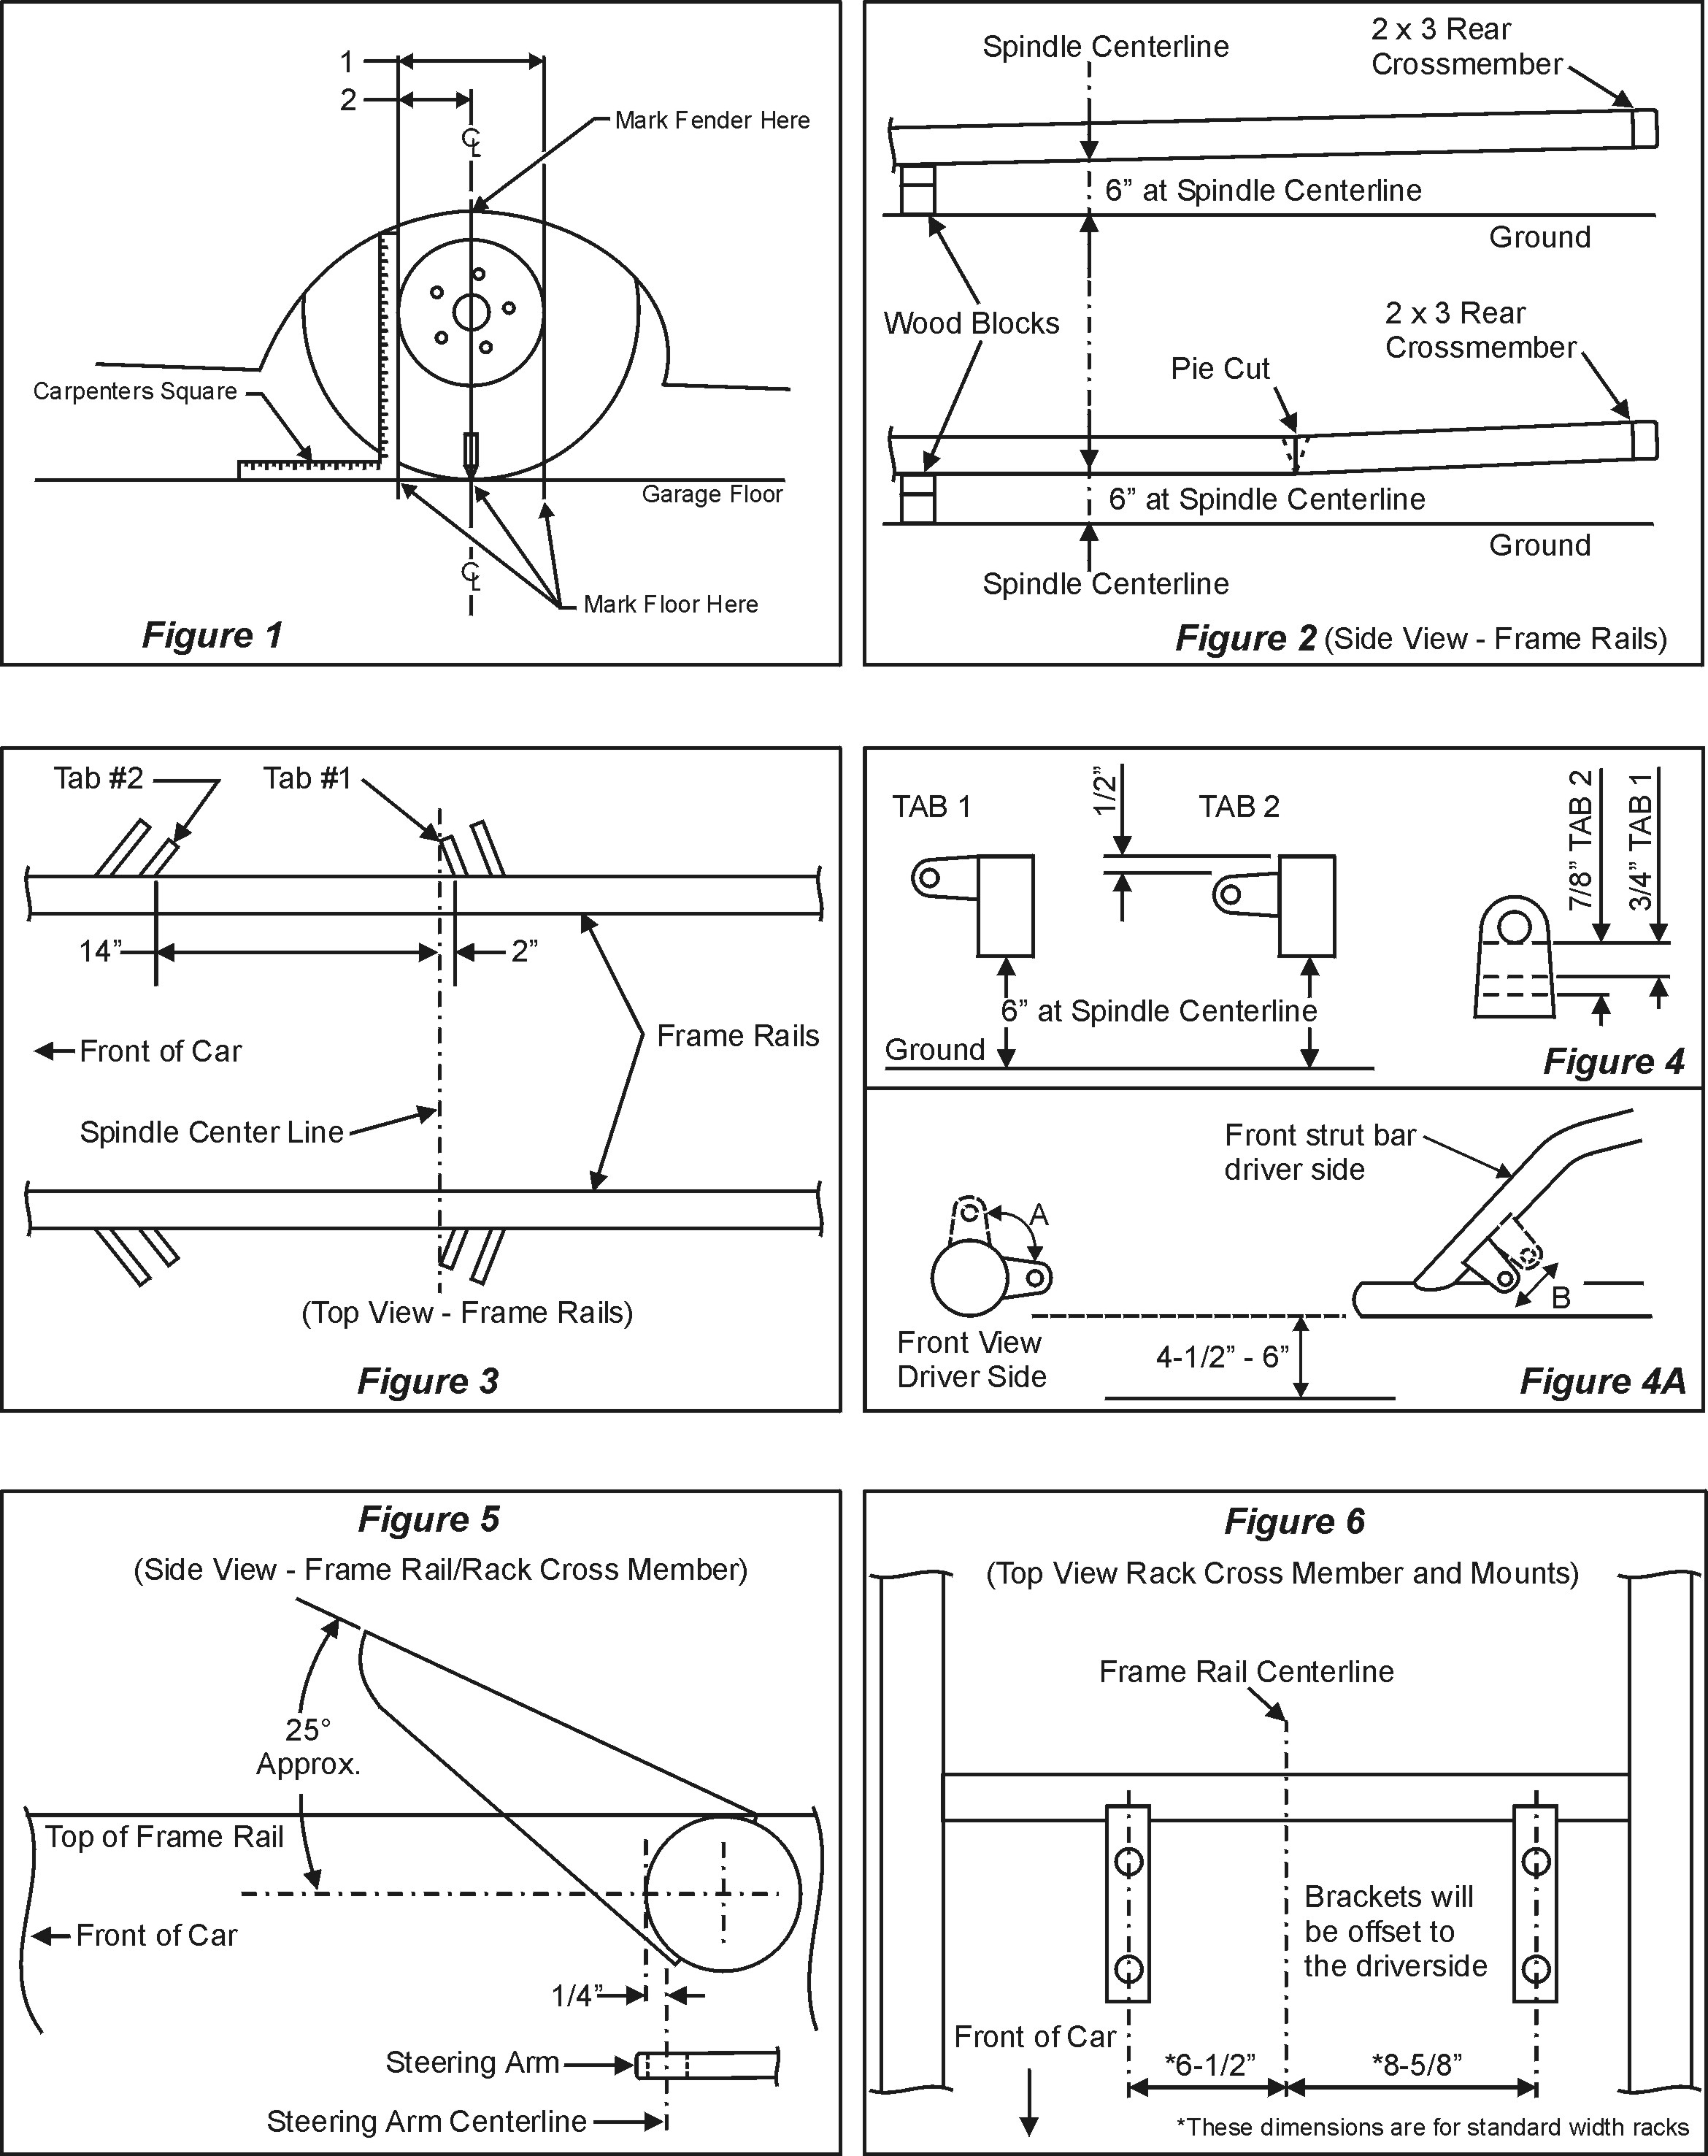 1
2
C
L
Mark Fender Here
Carpenters Square
Garage Floor
C
L
Mark Floor Here
Figure 1
Spindle Centerline
2 x 3 Rear
Crossmember
6” at Spindle Centerline
Ground
Wood Blocks
2 x 3 Rear
Crossmember
Pie Cut
6” at Spindle Centerline
Ground
Spindle Centerline
Figure 2 (Side View - Frame Rails)
Tab #2
Tab #1
14”
2”
Frame Rails
Front of Car
Spindle Center Line
(Top View - Frame Rails)
Figure 3
TAB 1
1/2”
TAB 2
7/8” TAB 2
3/4” TAB 1
6” at Spindle Centerline
Ground
Figure 4
Front strut bar
driver side
A
B
Front View
Driver Side
4-1/2” - 6”
Figure 4A
Figure 5
(Side View - Frame Rail/Rack Cross Member)
25°
Approx.
Top of Frame Rail
Front of Car
1/4”
Steering Arm
Steering Arm Centerline
Figure 6
(Top View Rack Cross Member and Mounts)
Frame Rail Centerline
Brackets will
be offset to
the driverside
Front of Car
*6-1/2”
*8-5/8”
*These dimensions are for standard width racks